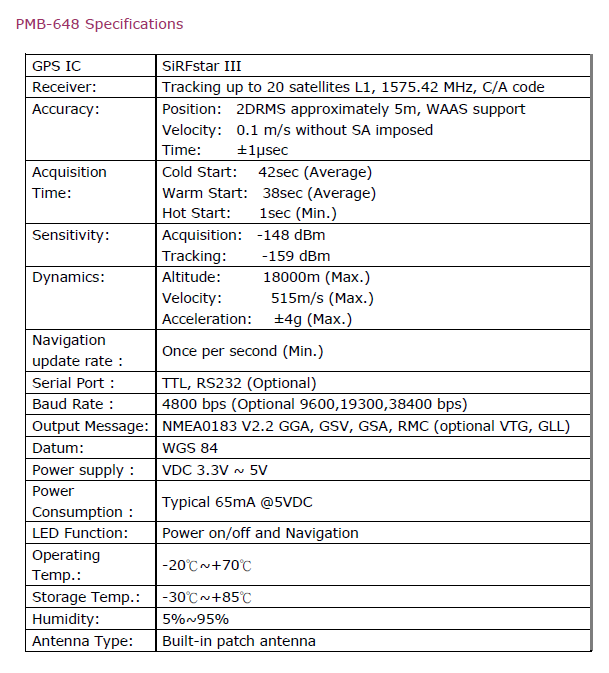 PMB-648 Specifications
GPS IC SiRFstar III
Receiver: Tracking up to 20 satellites L1, 1575.42 MHz, C/A code
Accuracy: Position: 2DRMS approximately 5m, WAAS support
Velocity: 0.1 m/s without SA imposed
Time: ±1µsec
Acquisition Time: Cold Start: 42sec (Average)
Warm Start: 38sec (Average)
Hot Start: 1sec (Min.)
Sensitivity: Acquisition: -148 dBm
Tracking: -159 dBm
Dynamics: Altitude: 18000m (Max.)
Velocity: 515m/s (Max.)
Acceleration: ±4g (Max.)
Navigation update rate : Once per second (Min.)
Serial Port : TTL, RS232 (Optional)
Baud Rate : 4800 bps (Optional 9600,19300,38400 bps)
Output Message: NMEA0183 V2.2 GGA, GSV, GSA, RMC (optional VTG, GLL)
Datum: WGS 84
Power supply : VDC 3.3V ~ 5V
Power Consumption : Typical 65mA @5VDC
LED Function: Power on/off and Navigation
Operating Temp.: -20℃~+70℃
Storage Temp.: -30℃~+85℃
Humidity: 5%~95%
Antenna Type: Built-in patch antenna